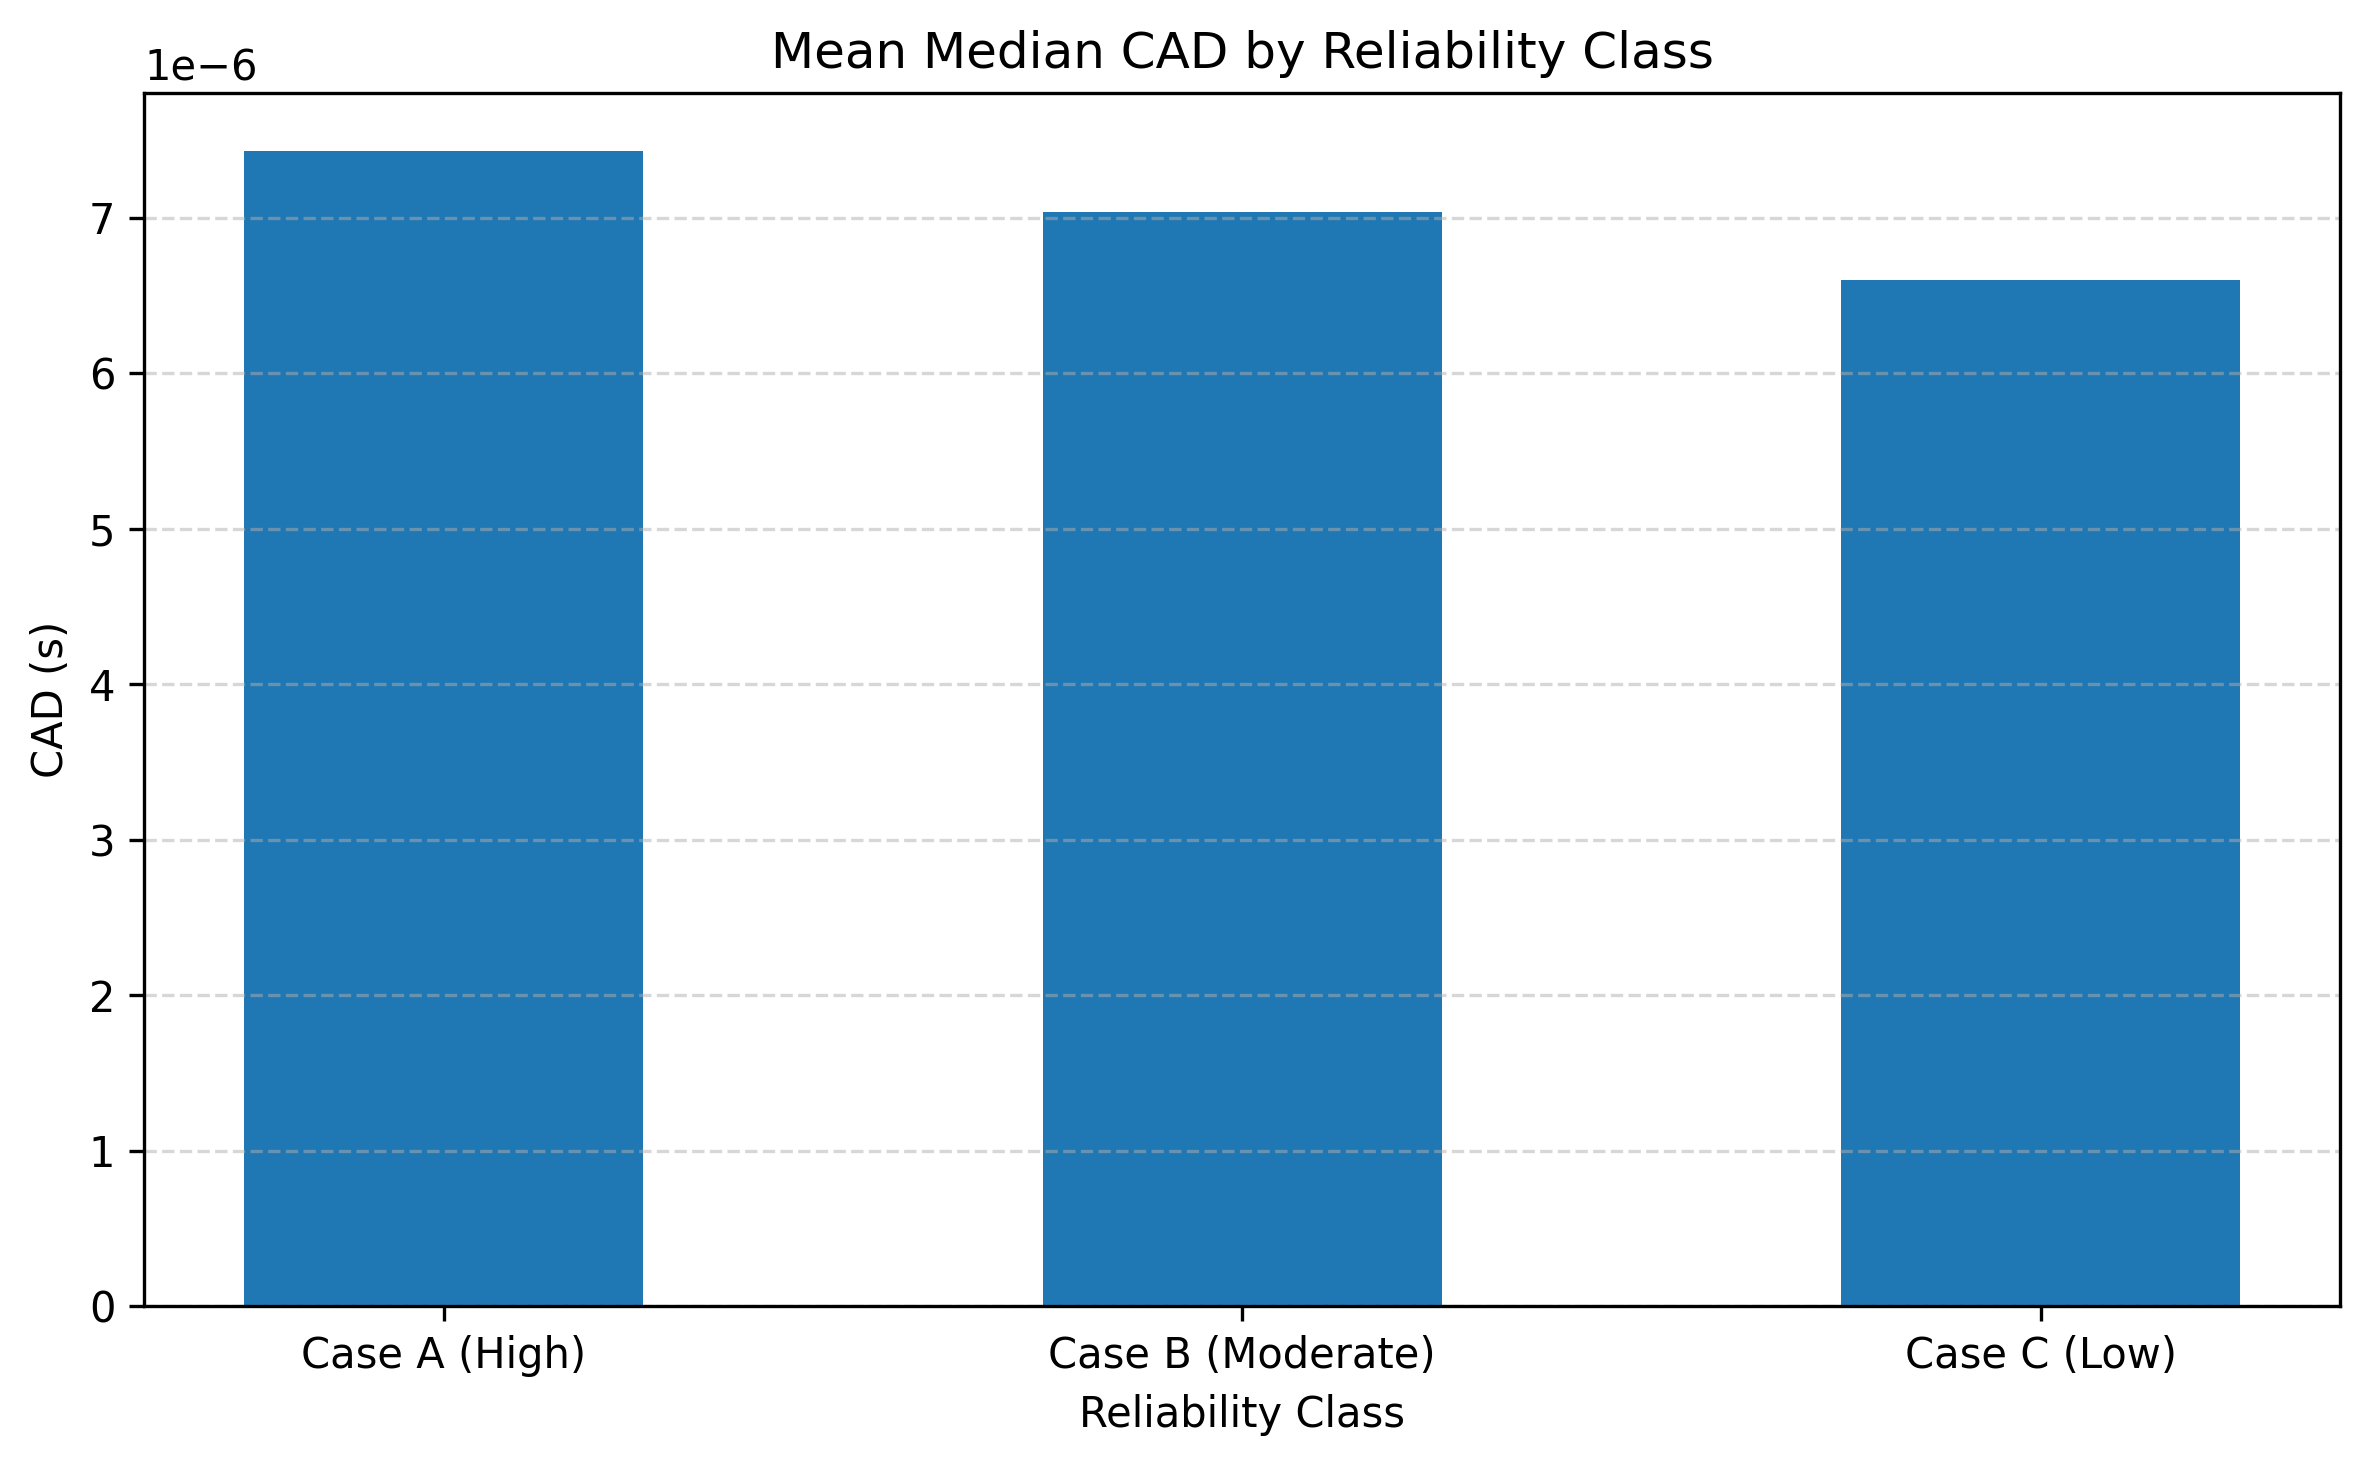 Mean Median CAD by Reliability Class
1e−6
7
6
5
4
3
2
1
0
CAD (s)
Case A (High)
Case B (Moderate)
Case C (Low)
Reliability Class